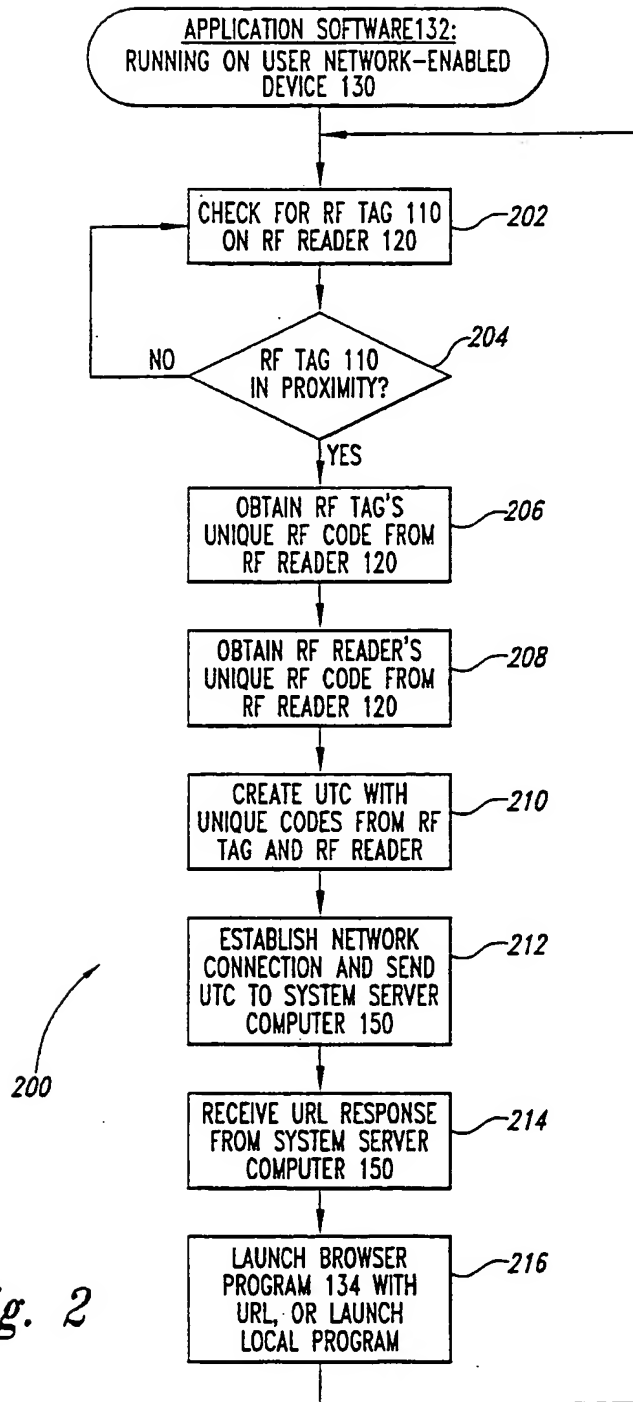 APPLICATION SOFTWARE132:
RUNNING ON USER NETWORK-ENABLED
DEVICE 130
CHECK FOR RF TAG 110
ON RF READER 120
202
NO
RF TAG 110
IN PROXIMITY?
204
YES
OBTAIN RF TAG'S
UNIQUE RF CODE FROM
RF READER 120
206
OBTAIN RF READER'S
UNIQUE RF CODE FROM
RF READER 120
208
CREATE UTC WITH
UNIQUE CODES FROM RF
TAG AND RF READER
210
ESTABLISH NETWORK
CONNECTION AND SEND
UTC TO SYSTEM SERVER
COMPUTER 150
212
200
RECEIVE URL RESPONSE
FROM SYSTEM SERVER
COMPUTER 150
214
LAUNCH BROWSER
PROGRAM 134 WITH
URL, OR LAUNCH
LOCAL PROGRAM
216
g. 2